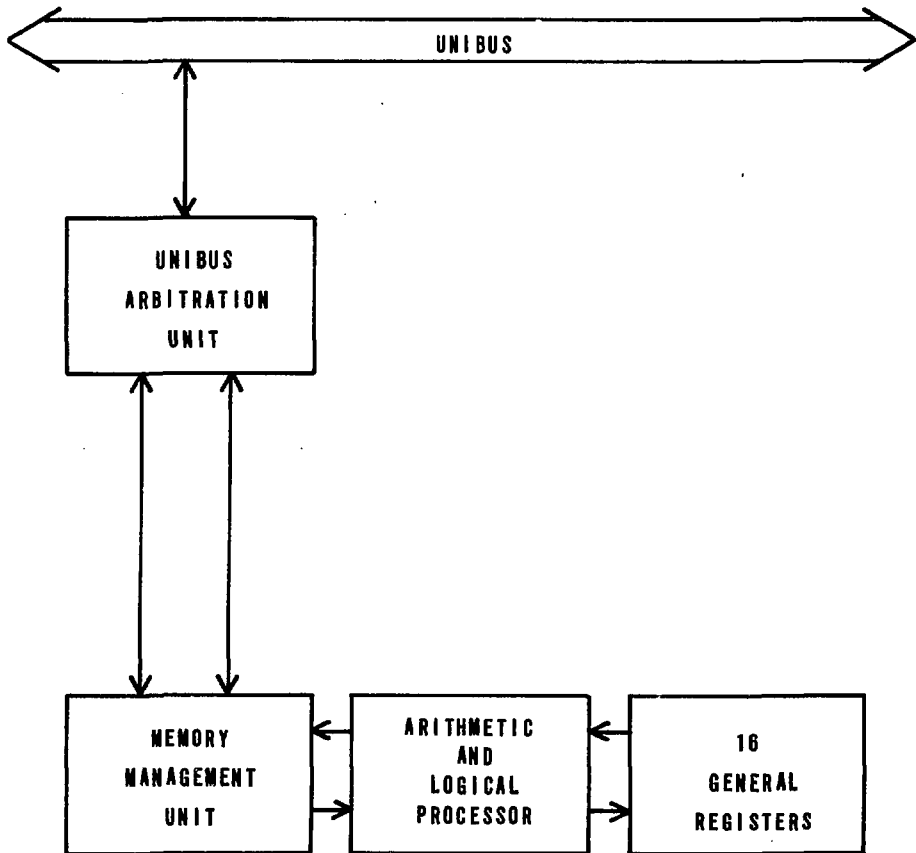 UNIBUS
UNIBUS
ARBITRATION
UNIT
MEMORY
MANAGEMENT
UNIT
ARITHMETIC
AND
LOGICAL
PROCESSOR
16
GENERAL
REGISTERS